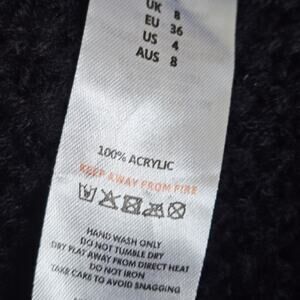 UK 8
EU 36
US 4
AUS 8
100% ACRYLIC
KEEP AWAY FROM FIRE
HAND WASH ONLY
DO NOT TUMBLE DRY
DRY FLAT AWAY FROM DIRECT HEAT
DO NOT IRON
TAKE CARE TO AVOID SNAGGING